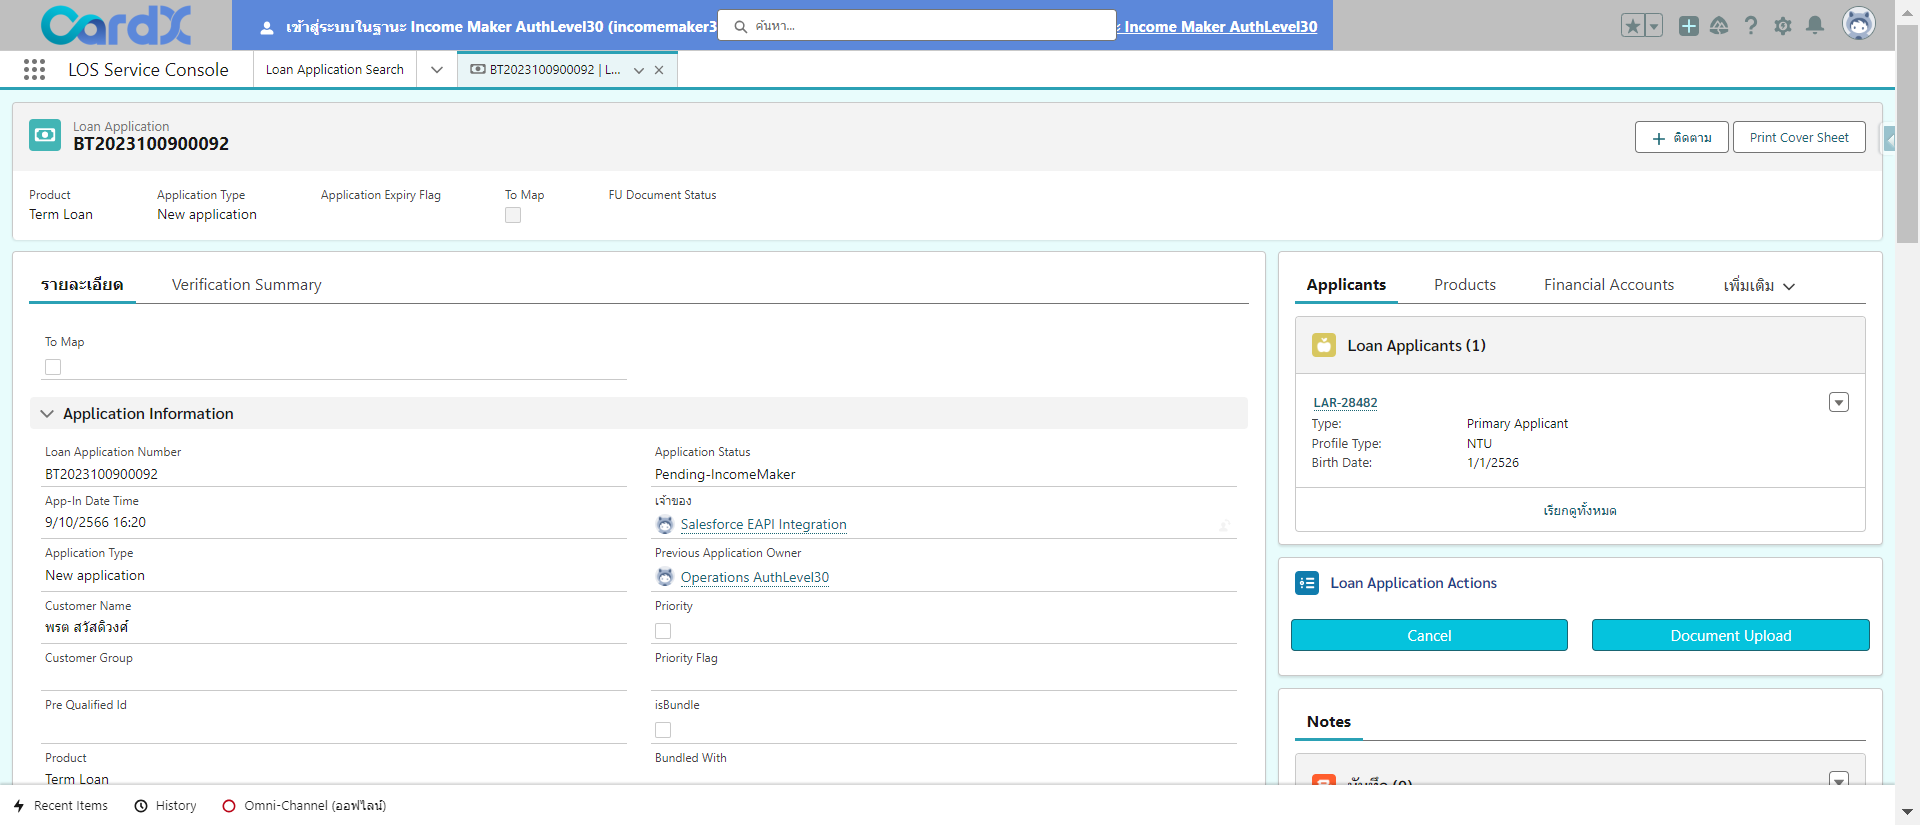 CardX
เข้าสู่ระบบในฐานะ Income Maker AuthLevel30 (incomemaker3
ค้นหา...
Income Maker AuthLevel30
LOS Service Console
Loan Application Search
BT2023100900092 | L...
Loan Application
BT2023100900092
ติดตาม
Print Cover Sheet
Product
Application Type
Application Expiry Flag
To Map
FU Document Status
Term Loan
New application
รายละเอียด
Verification Summary
To Map
Application Information
Loan Application Number
BT2023100900092
Application Status
Pending-IncomeMaker
App-In Date Time
9/10/2566 16:20
เจ้าของ
Salesforce EAPI Integration
Application Type
New application
Previous Application Owner
Operations AuthLevel30
Customer Name
พรต สวัสดิวงศ์
Priority
Customer Group
Priority Flag
Pre Qualified Id
isBundle
Product
Term Loan
Bundled With
Applicants
Products
Financial Accounts
เพิ่มเติม
Loan Applicants (1)
LAR-28482
Type: Primary Applicant
Profile Type: NTU
Birth Date: 1/1/2526
เรียกดูทั้งหมด
Loan Application Actions
Cancel
Document Upload
Notes
บันทึก (0)
Recent Items
History
Omni-Channel (ออฟไลน์)